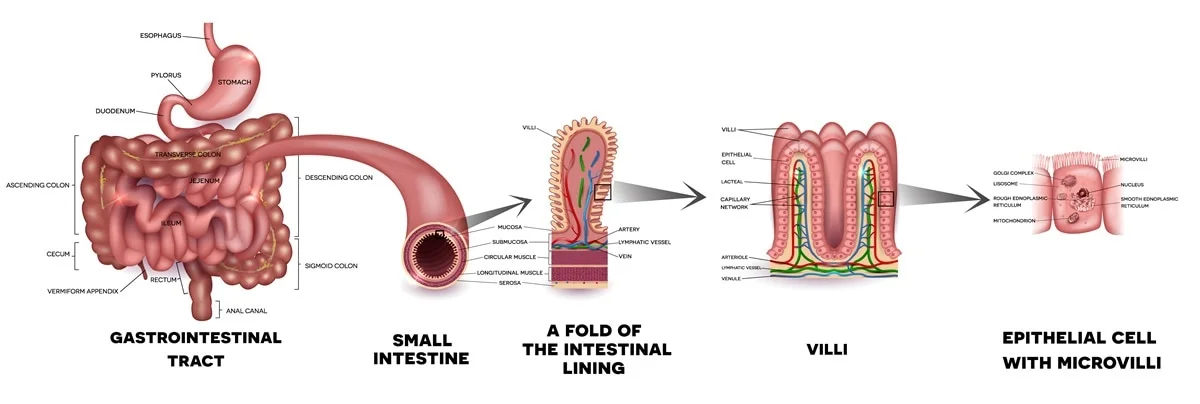 ESOPHAGUS
PYLORUS
STOMACH
DUODENUM
TRANSVERSE COLON
JEJENUM
ASCENDING COLON
DESCENDING COLON
ILEUM
CECUM
SIGMOID COLON
RECTUM
VERMIFORM APPENDIX
ANAL CANAL
GASTROINTESTINAL
TRACT
SMALL
INTESTINE
VILLI
MUCOSA
SUBMUCOSA
CIRCULAR MUSCLE
LONGITUDINAL MUSCLE
SEROSA
ARTERY
LYMPHATIC VESSEL
VEIN
A FOLD OF
THE INTESTINAL
LINING
VILLI
EPITHELIAL
CELL
LACTEAL
CAPILLARY
NETWORK
ARTERIOLE
LYMPHATIC VESSEL
VENULE
VILLI
MICROVILLI
GOLGI COMPLEX
LISOSOME
NUCLEUS
ROUGH EDNOPLASMIC
RETICULUM
SMOOTH EDNOPLASMIC
RETICULUM
MITOCHONDRION
EPITHELIAL CELL
WITH MICROVILLI